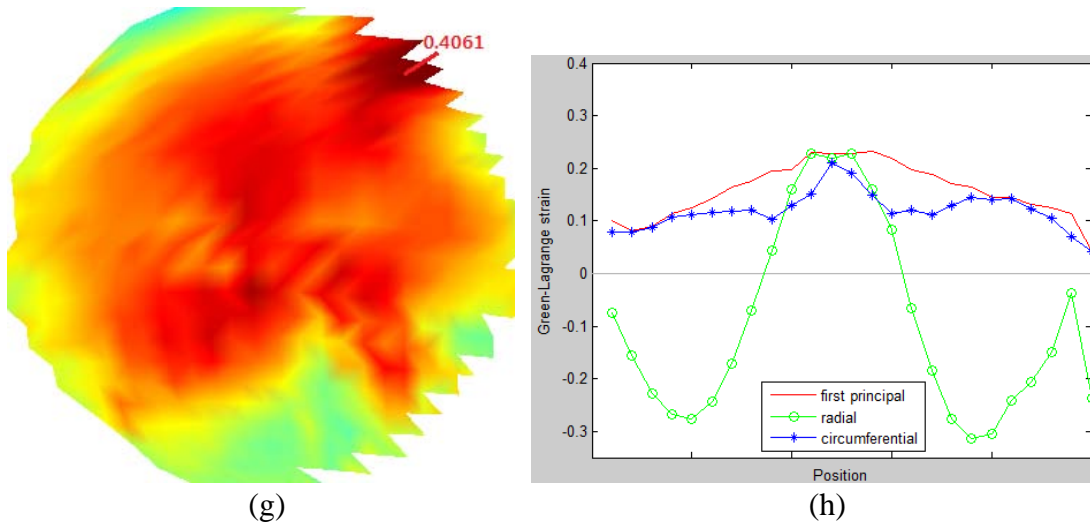 0.4061
0.4
0.3
0.2
0.1
0
-0.1
-0.2
-0.3
Green-Lagrange strain
first principal
radial
circumferential
Position
(g)
(h)